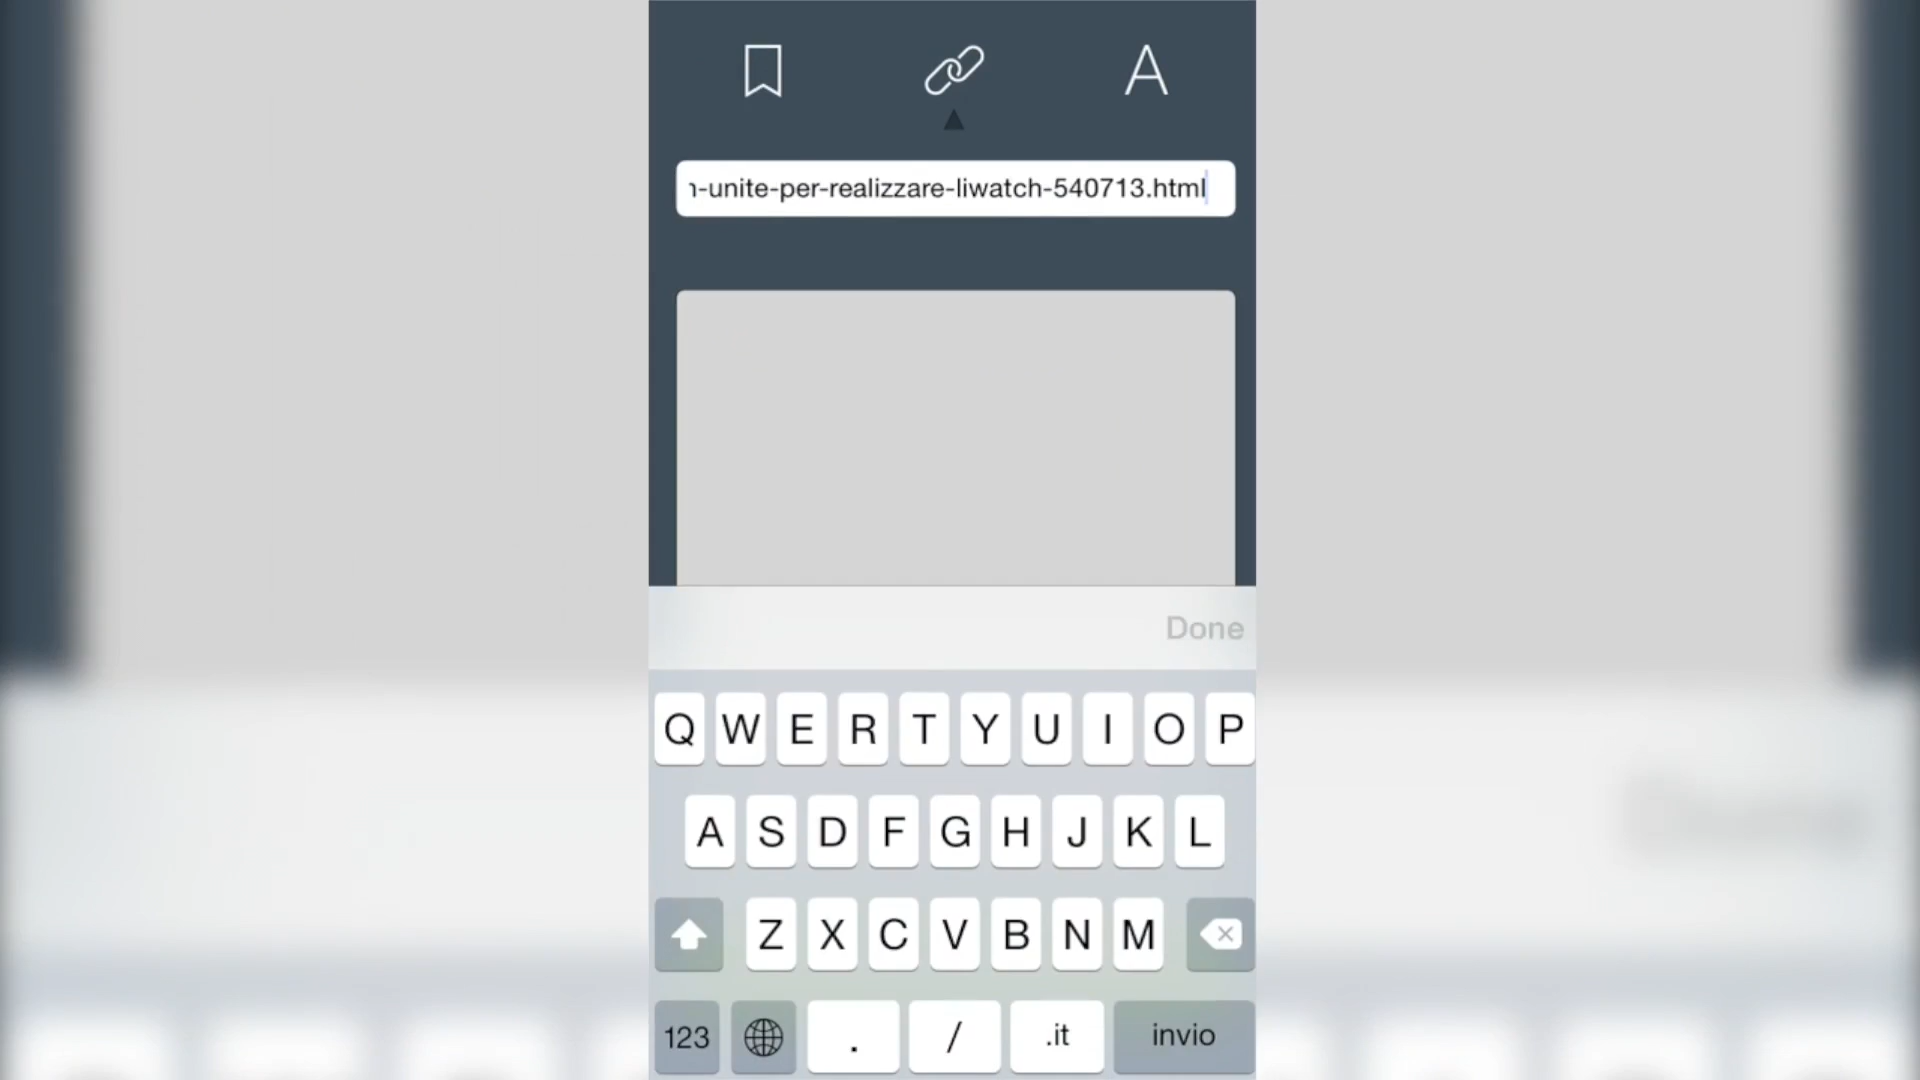 A
-unite-per-realizzare-liwatch-540713.html
Done
Q W E R T Y U I O P
A S D F G H J K L
Z X C V B N M
123 . / .it invio